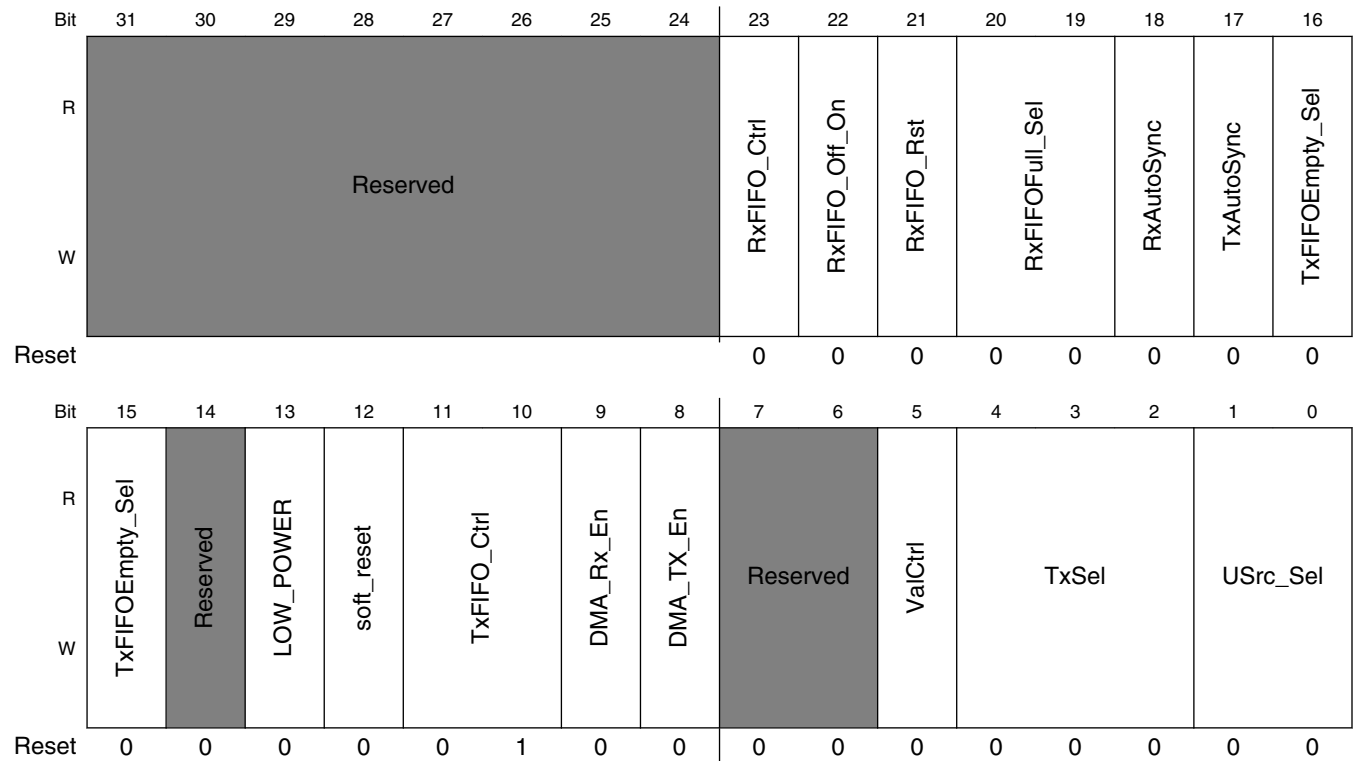 Bit 31 30 29 28 27 26 25 24 23 22 21 20 19 18 17 16
R
W
Reserved
RxFIFO_Ctrl
RxFIFO_Off_On
RxFIFO_Rst
RxFIFOFull_Sel
RxAutoSync
TxAutoSync
TxFIFOEmpty_Sel
Reset 0 0 0 0 0 0 0 0
Bit 15 14 13 12 11 10 9 8 7 6 5 4 3 2 1 0
R
W
TxFIFOEmpty_Sel
Reserved
LOW_POWER
soft_reset
TxFIFO_Ctrl
DMA_Rx_En
DMA_TX_En
Reserved
ValCtrl
TxSel
USrc_Sel
Reset 0 0 0 0 0 1 0 0 0 0 0 0 0 0 0 0